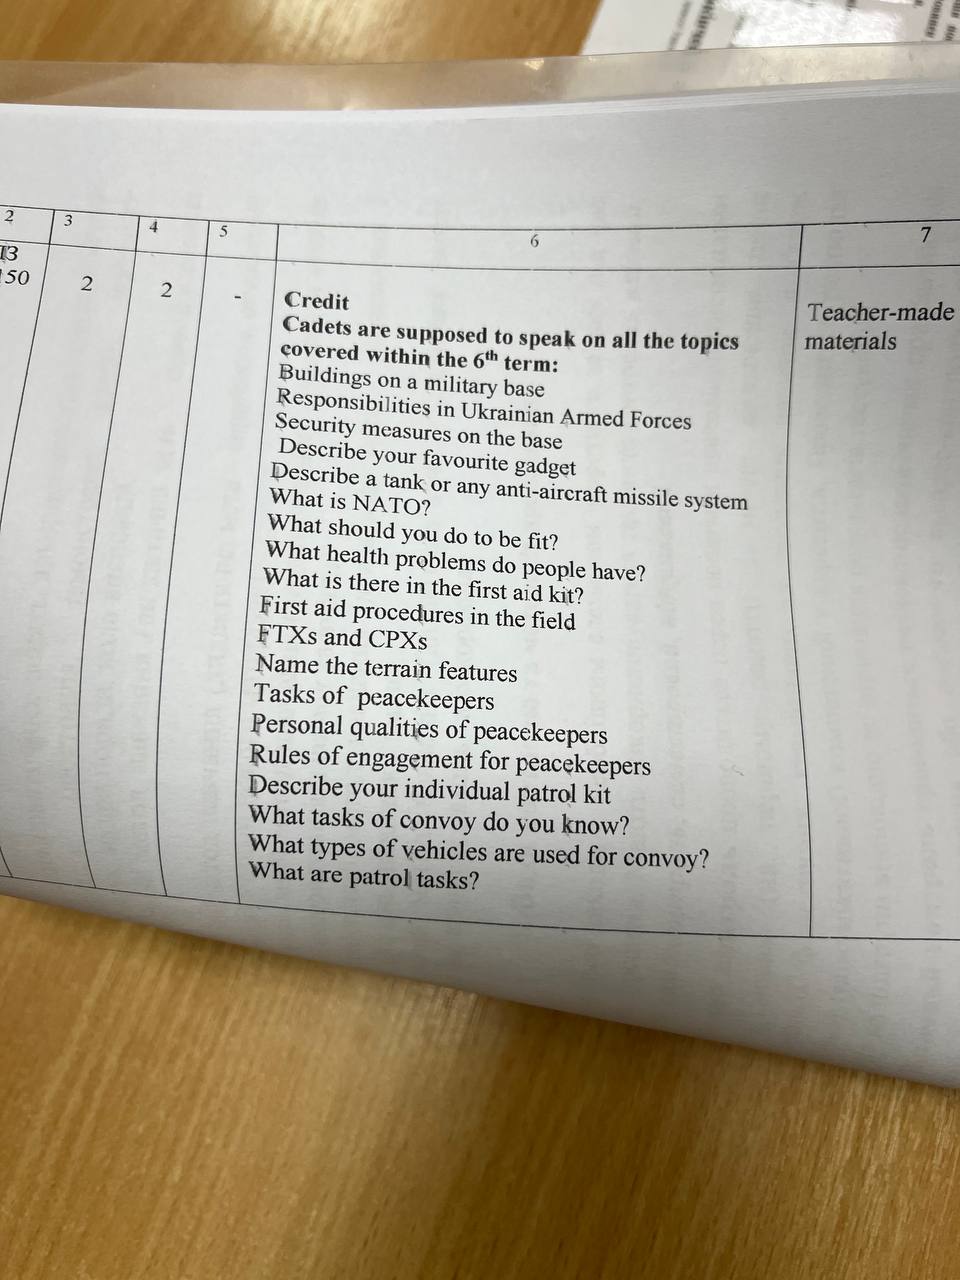 2
3
4
5
6
7
13
150
2
2
-
Credit
Cadets are supposed to speak on all the topics
covered within the 6th term:
Buildings on a military base
Responsibilities in Ukrainian Armed Forces
Security measures on the base
Describe your favourite gadget
Describe a tank or any anti-aircraft missile system
What is NATO?
What should you do to be fit?
What health problems do people have?
What is there in the first aid kit?
First aid procedures in the field
FTXs and CPXs
Name the terrain features
Tasks of peacekeepers
Personal qualities of peacekeepers
Rules of engagement for peacekeepers
Describe your individual patrol kit
What tasks of convoy do you know?
What types of vehicles are used for convoy?
What are patrol tasks?
Teacher-made
materials